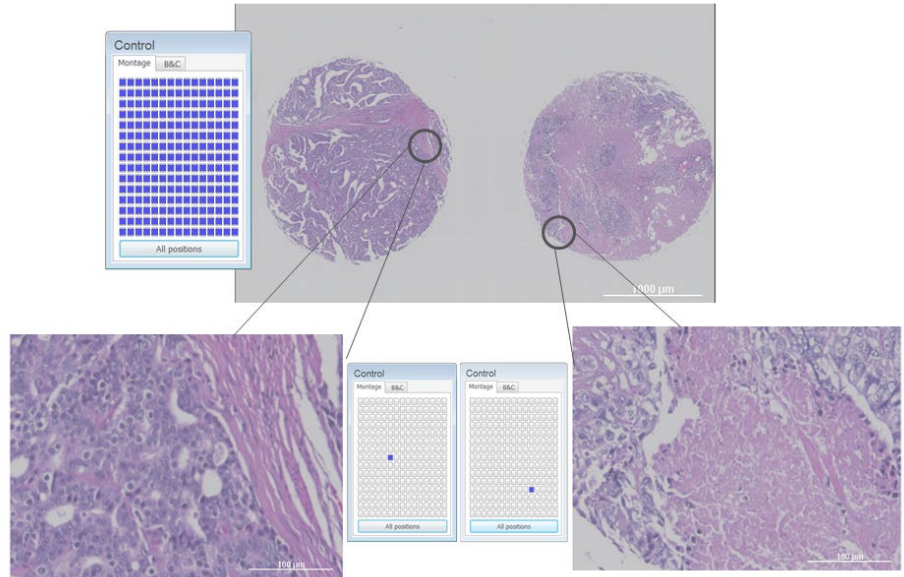 Control
Montage B&C
All positions
1000 µm
Control
Montage B&C
All positions
Control
Montage B&C
All positions
100 µm
100 µm